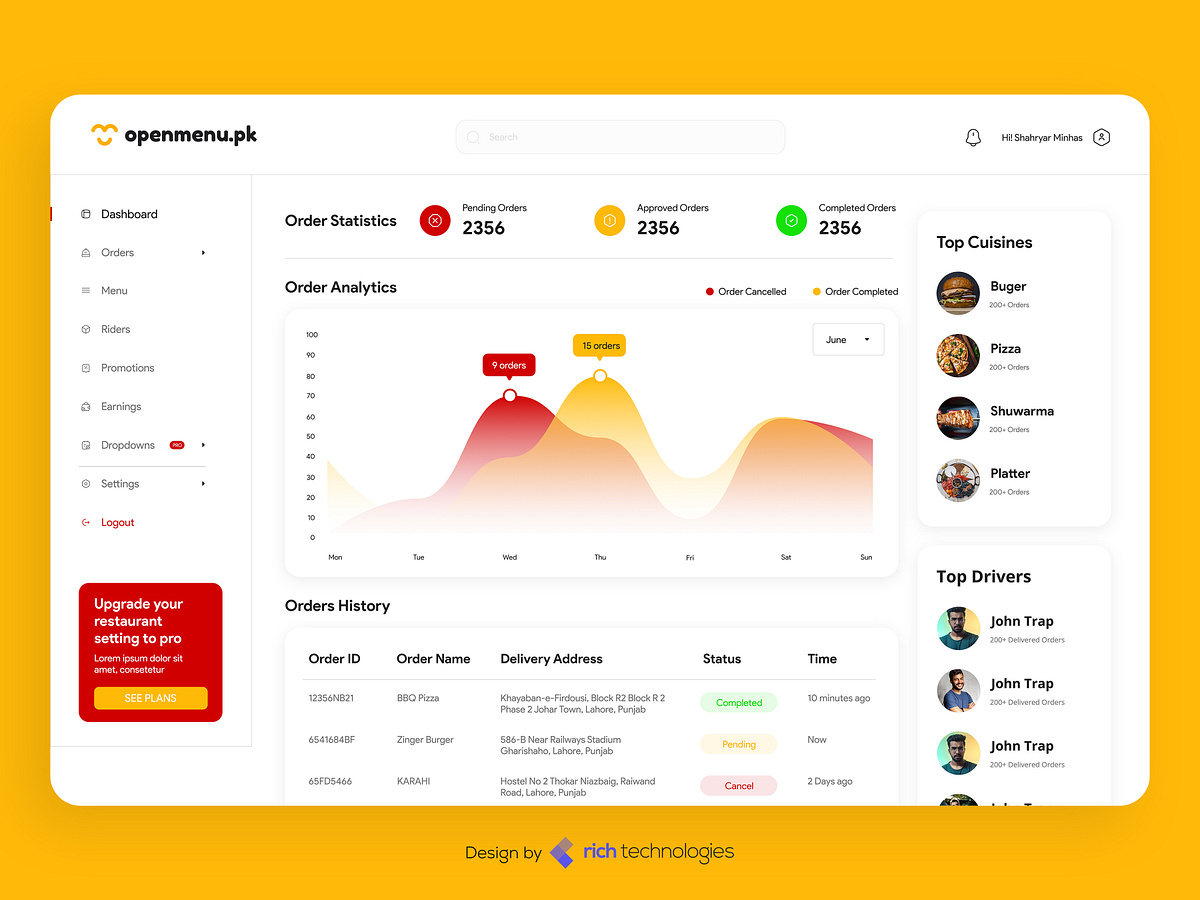 openmenu.pk
Search
Hi! Shahryar Minhas
Dashboard
Orders
Menu
Riders
Promotions
Earnings
Dropdowns PRO
Settings
Logout
Upgrade your
restaurant
setting to pro
Lorem ipsum dolor sit
amet, consetetur
SEE PLANS
Order Statistics
Pending Orders
2356
Approved Orders
2356
Completed Orders
2356
Order Analytics
Order Cancelled
Order Completed
June
100
90
80
70
60
50
40
30
20
10
0
9 orders
15 orders
Mon Tue Wed Thu Fri Sat Sun
Orders History
Order ID Order Name Delivery Address Status Time
12356NB21 BBQ Pizza Khayaban-e-Firdousi, Block R2 Block R 2
Phase 2 Johar Town, Lahore, Punjab
Completed 10 minutes ago
6541684BF Zinger Burger 586-B Near Railways Stadium
Gharishaho, Lahore, Punjab
Pending Now
65FD5466 KARAHI Hostel No 2 Thokar Niazbaig, Raiwand
Road, Lahore, Punjab
Cancel 2 Days ago
Top Cuisines
Buger
200+ Orders
Pizza
200+ Orders
Shuwarma
200+ Orders
Platter
200+ Orders
Top Drivers
John Trap
200+ Delivered Orders
John Trap
200+ Delivered Orders
John Trap
200+ Delivered Orders
Design by rich technologies